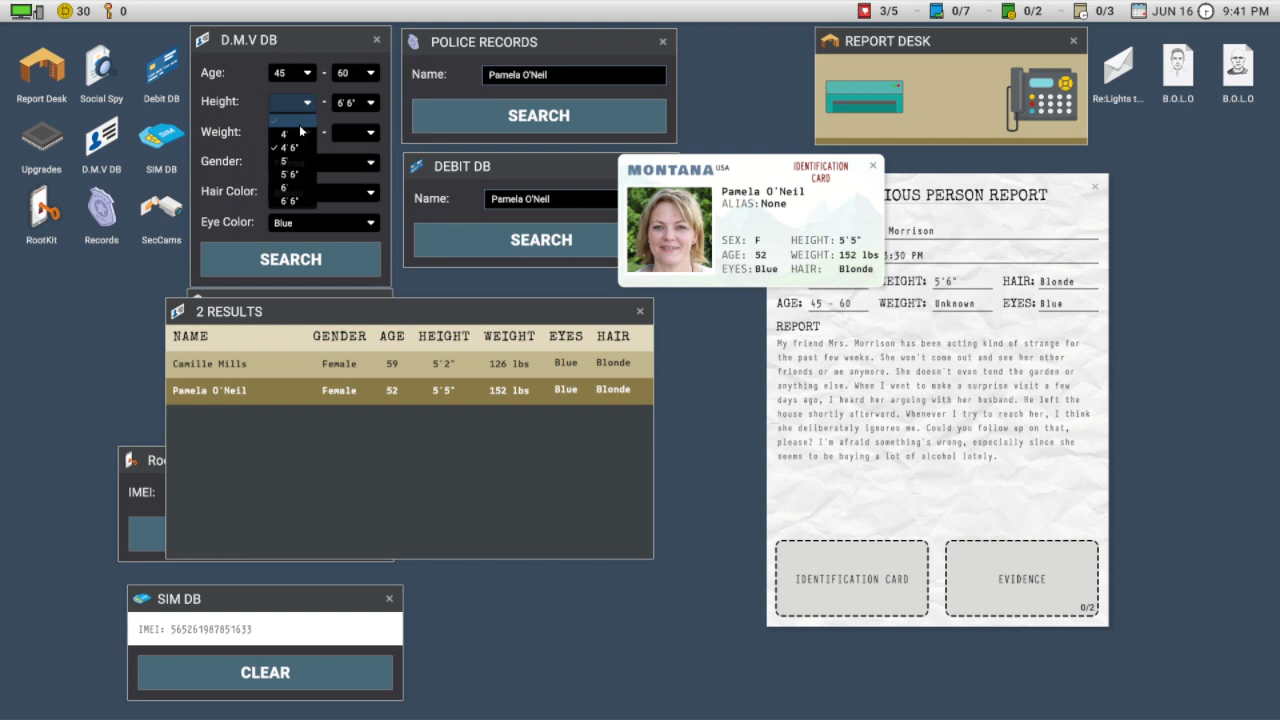 30
0
3/5
0/7
0/2
0/3
JUN 16
9:41 PM
Report Desk
Social Spy
Debit DB
Upgrades
D.M.V DB
SIM DB
RootKit
Records
SecCams
D.M.V DB
Age: 45 - 60
Height: - 6' 6"
4'
4' 6"
5'
5' 6"
6'
6' 6"
Weight: -
Gender:
Hair Color:
Eye Color: Blue
SEARCH
POLICE RECORDS
Name: Pamela O'Neil
SEARCH
DEBIT DB
Name: Pamela O'Neil
SEARCH
REPORT DESK
Re:Lights t...
B.O.L.O
B.O.L.O
MONTANA USA
IDENTIFICATION
CARD
Pamela O'Neil
ALIAS: None
SEX: F HEIGHT: 5'5"
AGE: 52 WEIGHT: 152 lbs
EYES: Blue HAIR: Blonde
IOUS PERSON REPORT
Morrison
:30 PM
EIGHT: 5'6" HAIR: Blonde
AGE: 45 - 60 WEIGHT: Unknown EYES: Blue
REPORT
My friend Mrs. Morrison has been acting kind of strange for
the past few weeks. She won't come out and see her other
friends or me anymore. She doesn't even tend the garden or
anything else. When I went to make a surprise visit a few
days ago, I heard her arguing with her husband. He left the
house shortly afterward. Whenever I try to reach her, I think
she deliberately ignores me. Could you follow up on that,
please? I'm afraid something's wrong, especially since she
seems to be buying a lot of alcohol lately.
IDENTIFICATION CARD
EVIDENCE
0/2
2 RESULTS
NAME GENDER AGE HEIGHT WEIGHT EYES HAIR
Camille Mills Female 59 5'2" 126 lbs Blue Blonde
Pamela O'Neil Female 52 5'5" 152 lbs Blue Blonde
Roo
IMEI:
SIM DB
IMEI: 565261987851633
CLEAR